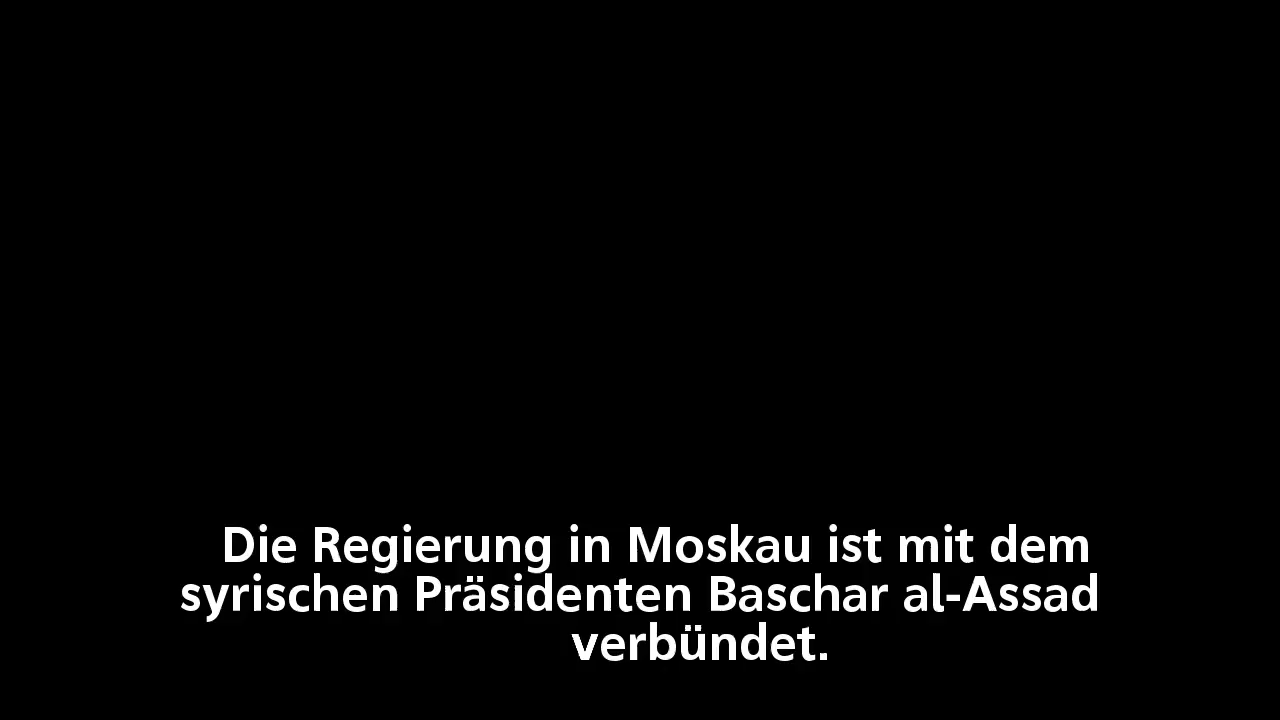 Die Regierung in Moskau ist mit dem
syrischen Präsidenten Baschar al-Assad
verbündet.